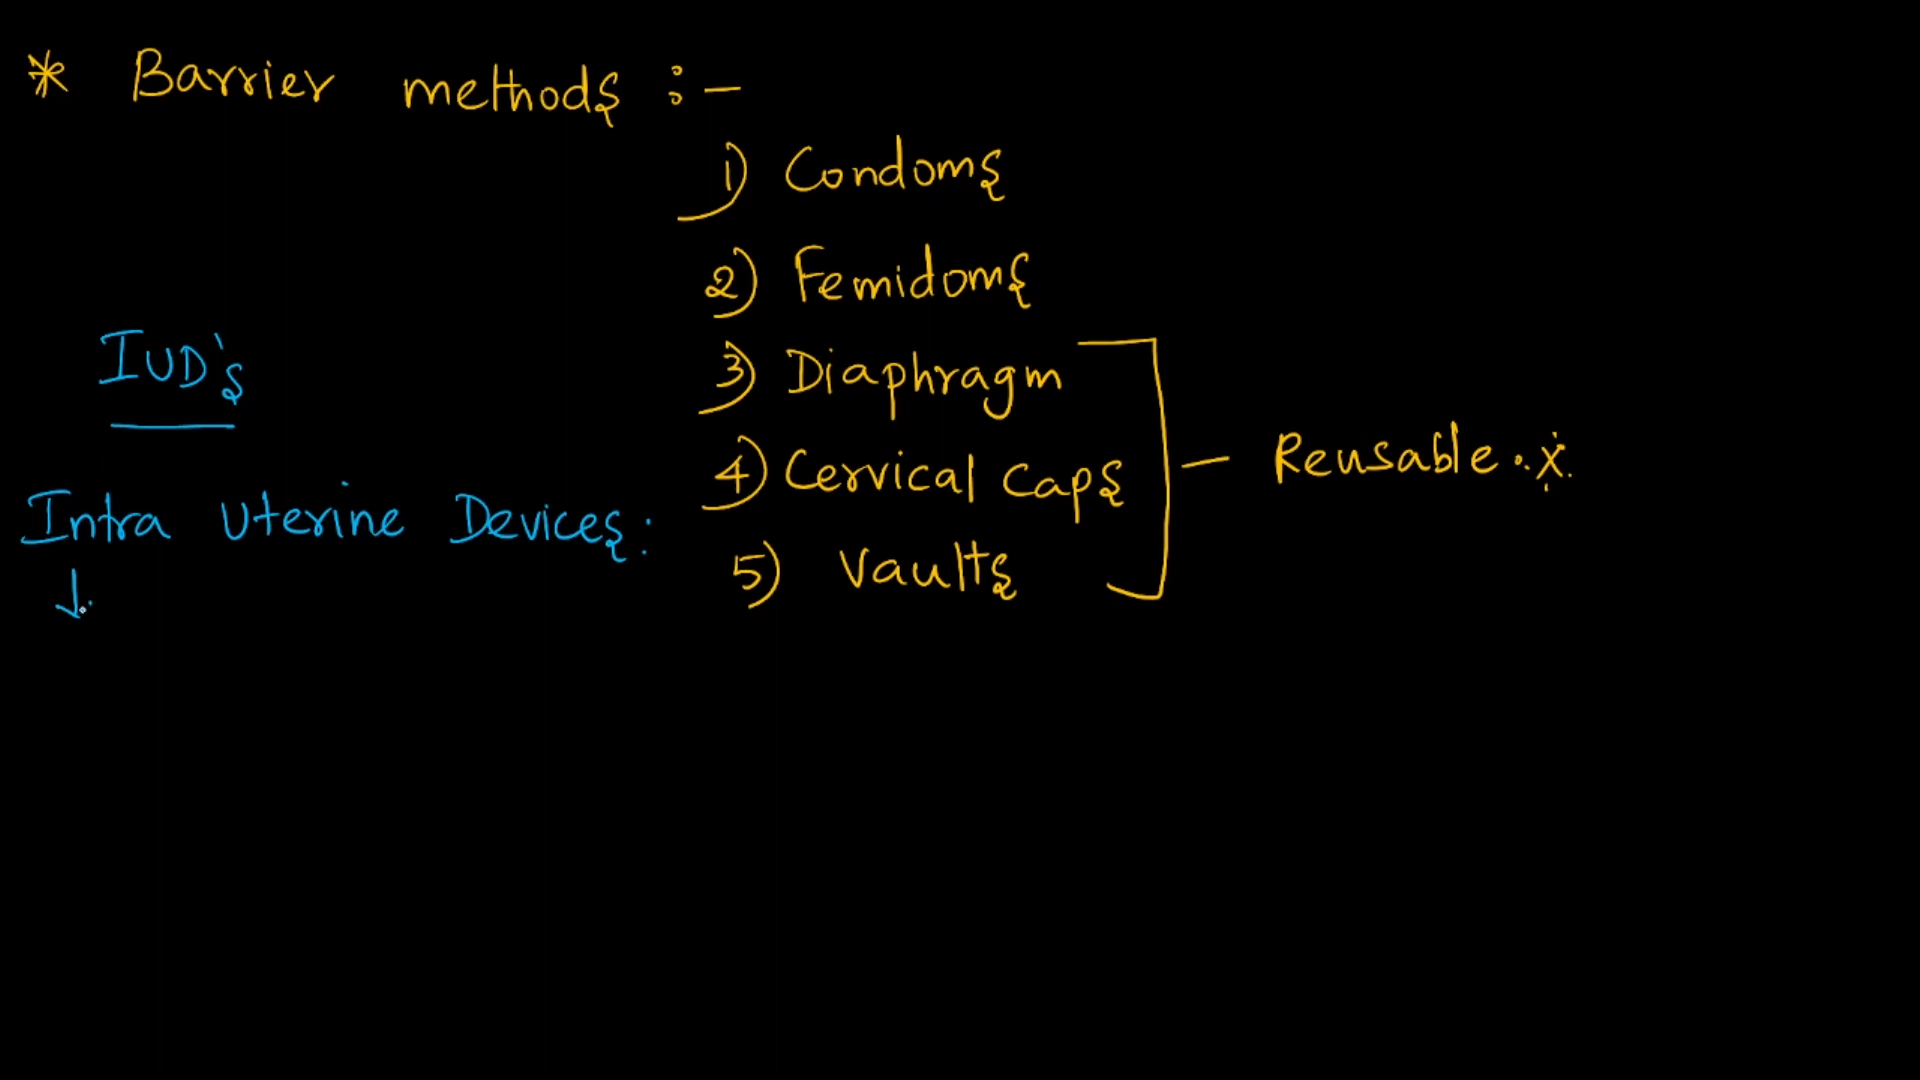 * Barrier methods :-
1) Condoms
2) Femidoms
3) Diaphragm
4) Cervical Caps
5) Vaults
Reusable
IUD's
Intra Uterine Devices: